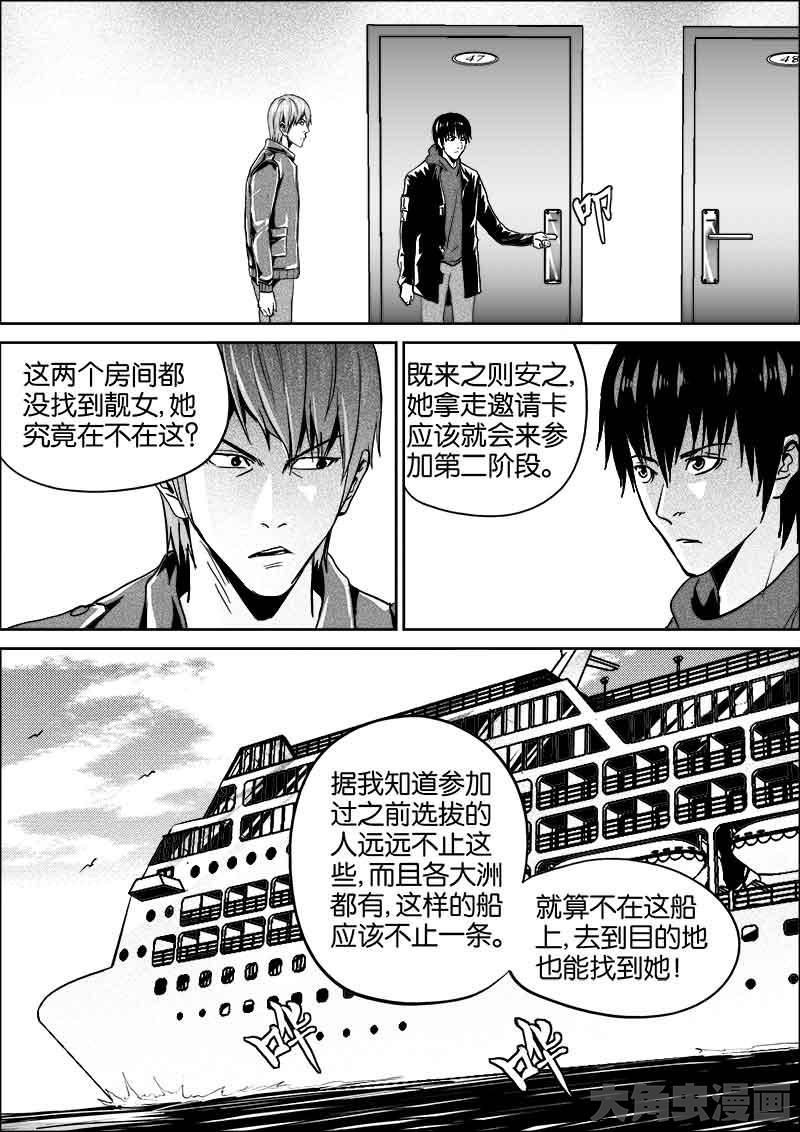 47
48
叩
这两个房间都
没找到靓女,她
究竟在不在这?
既来之则安之,
她拿走邀请卡
应该就会来参
加第二阶段。
据我知道参加
过之前选拔的
人远远不止这
些,而且各大洲
都有,这样的船
应该不止一条。
就算不在这船
上,去到目的地
也能找到她!
哗
哗
大角虫漫画